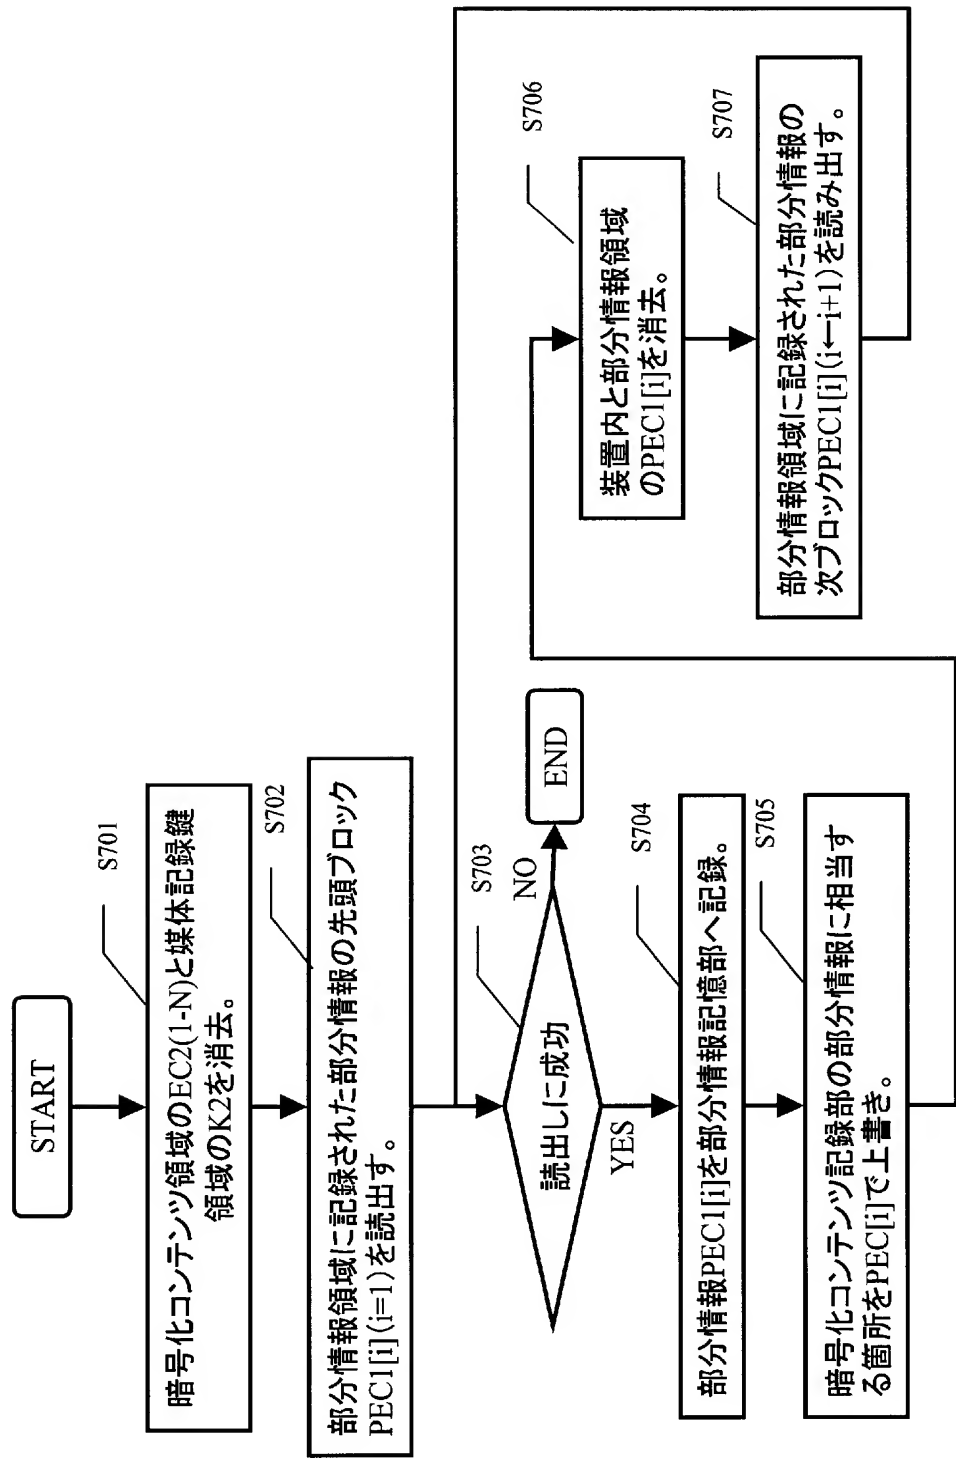 START
S701
暗号化コンテンツ領域のEC2(1-N)と媒体記録鍵
領域のK2を消去。
S702
部分情報領域に記録された部分情報の先頭ブロック
PEC1[i](i=1)を読出す。
S703
読出しに成功
NO
END
YES
S704
部分情報PEC1[i]を部分情報記憶部へ記録。
S705
暗号化コンテンツ記録部の部分情報に相当す
る箇所をPEC[i]で上書き。
S706
装置内と部分情報領域
のPEC1[i]を消去。
S707
部分情報領域に記録された部分情報の
次ブロックPEC1[i](i←i+1)を読み出す。